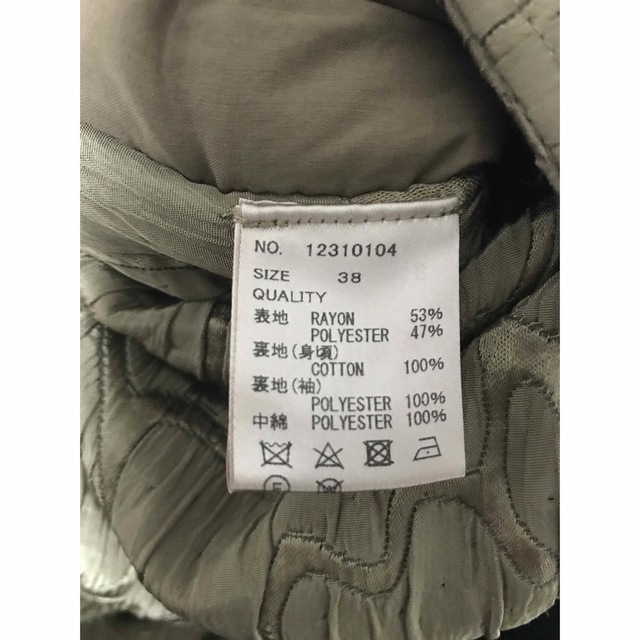 NO. 12310104
SIZE 38
QUALITY
表地 RAYON 53%
POLYESTER 47%
裏地(身頃)
COTTON 100%
裏地(袖)
POLYESTER 100%
中綿 POLYESTER 100%